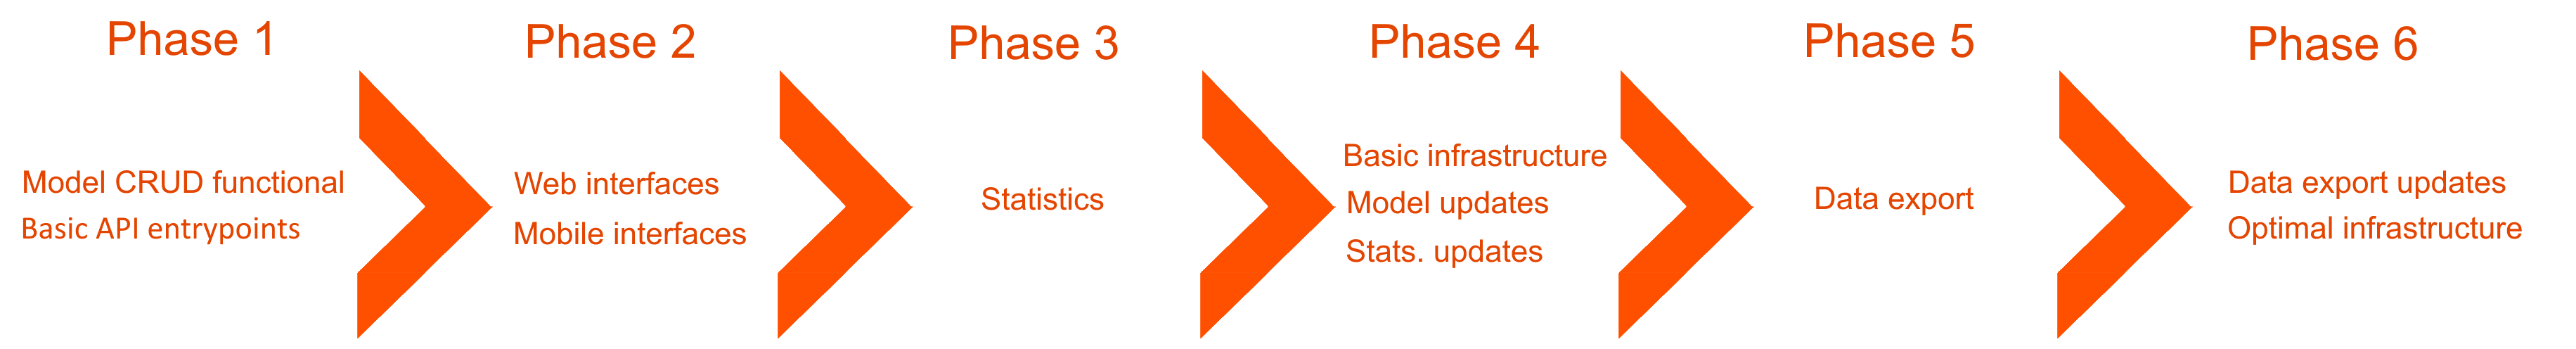 Phase 1
Model CRUD functional
Basic API entrypoints
Phase 2
Web interfaces
Mobile interfaces
Phase 3
Statistics
Phase 4
Basic infrastructure
Model updates
Stats. updates
Phase 5
Data export
Phase 6
Data export updates
Optimal infrastructure